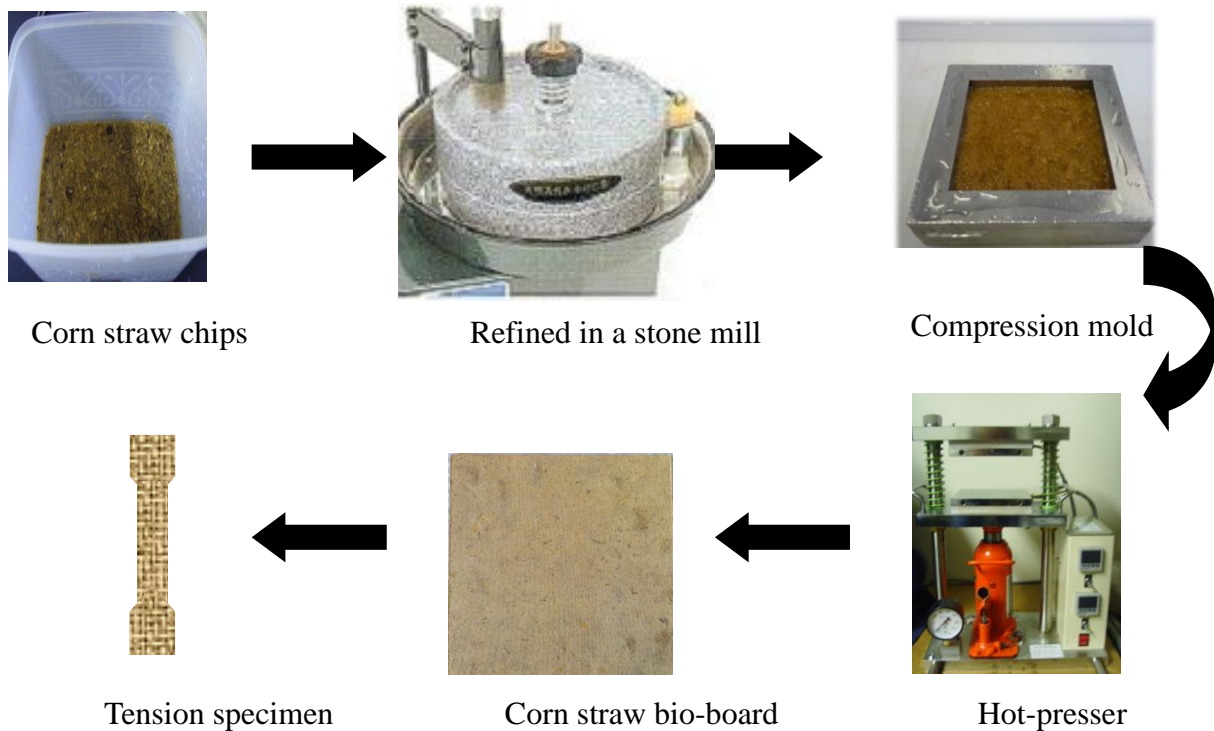 Corn straw chips
Refined in a stone mill
Compression mold
Tension specimen
Corn straw bio-board
Hot-presser